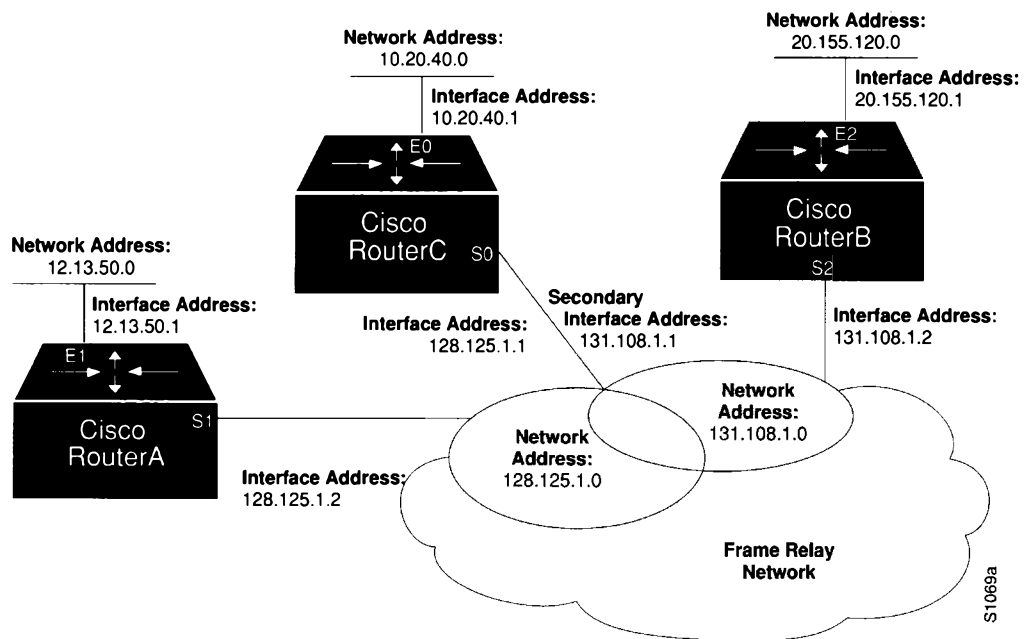 Network Address:
10.20.40.0
Interface Address:
10.20.40.1
E0
Cisco
RouterC
S0
Network Address:
20.155.120.0
Interface Address:
20.155.120.1
E2
Cisco
RouterB
S2
Network Address:
12.13.50.0
Interface Address:
12.13.50.1
E1
Cisco
RouterA
S1
Interface Address:
128.125.1.1
Secondary
Interface Address:
131.108.1.1
Interface Address:
131.108.1.2
Interface Address:
128.125.1.2
Network
Address:
128.125.1.0
Network
Address:
131.108.1.0
Frame Relay
Network
S1069a